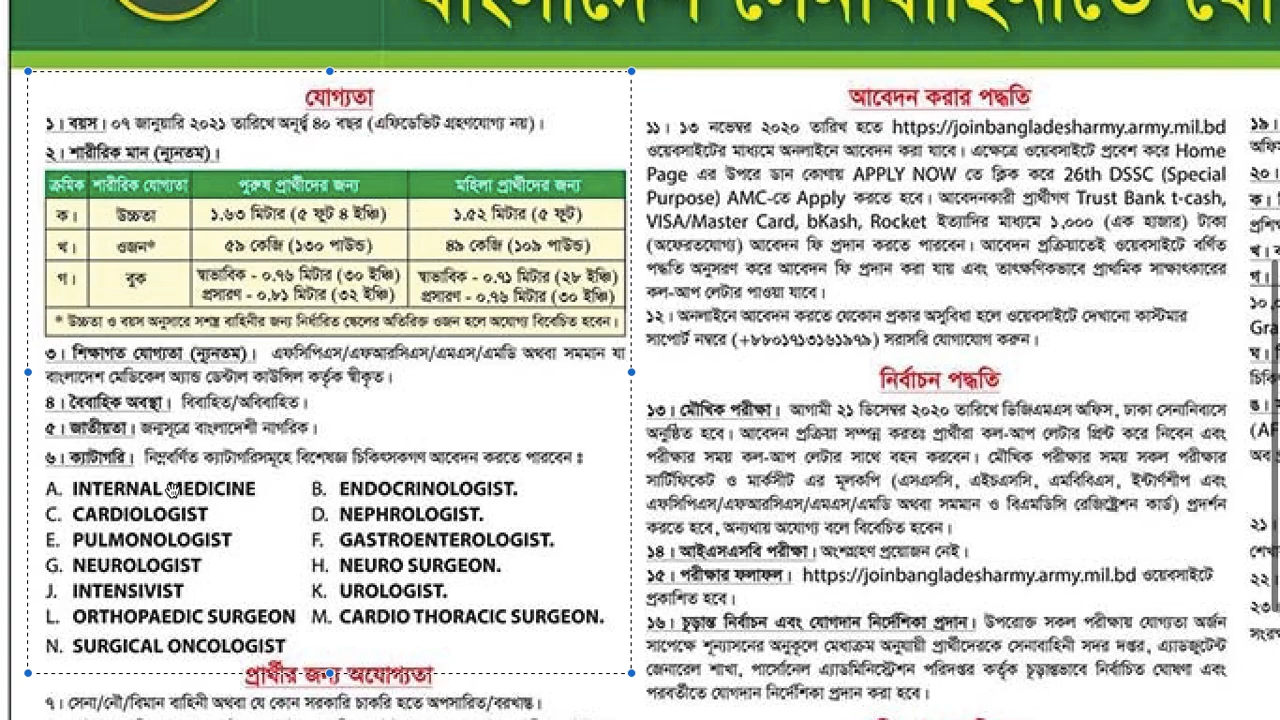 বাংলাদেশ সেনাবাহিনীতে
যোগ্যতা
১। বয়স। ০৭ জানুয়ারি ২০২১ তারিখে অনূর্ধ্ব ৪০ বছর (এফিডেভিট গ্রহণযোগ্য নয়)।
২। শারীরিক মান (ন্যূনতম)।
ক্রমিক শারীরিক যোগ্যতা পুরুষ প্রার্থীদের জন্য মহিলা প্রার্থীদের জন্য
ক। উচ্চতা ১.৬৩ মিটার (৫ ফুট ৪ ইঞ্চি) ১.৫২ মিটার (৫ ফুট)
খ। ওজন* ৫৯ কেজি (১৩০ পাউন্ড) ৪৯ কেজি (১০৯ পাউন্ড)
গ। বুক স্বাভাবিক - ০.৭৬ মিটার (৩০ ইঞ্চি) স্বাভাবিক - ০.৭১ মিটার (২৮ ইঞ্চি)
প্রসারণ - ০.৮১ মিটার (৩২ ইঞ্চি) প্রসারণ - ০.৭৬ মিটার (৩০ ইঞ্চি)
* উচ্চতা ও বয়স অনুসারে সশস্ত্র বাহিনীর জন্য নির্ধারিত স্কেলের অতিরিক্ত ওজন হলে অযোগ্য বিবেচিত হবেন।
৩। শিক্ষাগত যোগ্যতা (ন্যূনতম)। এফসিপিএস/এফআরসিএস/এমএস/এমডি অথবা সমমান যা
বাংলাদেশ মেডিকেল অ্যান্ড ডেন্টাল কাউন্সিল কর্তৃক স্বীকৃত।
৪। বৈবাহিক অবস্থা। বিবাহিত/অবিবাহিত।
৫। জাতীয়তা। জন্মসূত্রে বাংলাদেশী নাগরিক।
৬। ক্যাটাগরি। নিম্নবর্ণিত ক্যাটাগরিসমূহে বিশেষজ্ঞ চিকিৎসকগণ আবেদন করতে পারবেন ঃ
A. INTERNAL MEDICINE B. ENDOCRINOLOGIST.
C. CARDIOLOGIST D. NEPHROLOGIST.
E. PULMONOLOGIST F. GASTROENTEROLOGIST.
G. NEUROLOGIST H. NEURO SURGEON.
J. INTENSIVIST K. UROLOGIST.
L. ORTHOPAEDIC SURGEON M. CARDIO THORACIC SURGEON.
N. SURGICAL ONCOLOGIST
প্রার্থীর জন্য অযোগ্যতা
৭। সেনা/নৌ/বিমান বাহিনী অথবা যে কোন সরকারি চাকরি হতে অপসারিত/বরখাস্ত।
আবেদন করার পদ্ধতি
১১। ১৩ নভেম্বর ২০২০ তারিখ হতে https://joinbangladesharmy.army.mil.bd
ওয়েবসাইটের মাধ্যমে অনলাইনে আবেদন করা যাবে। এক্ষেত্রে ওয়েবসাইটে প্রবেশ করে Home
Page এর উপরে ডান কোণায় APPLY NOW তে ক্লিক করে 26th DSSC (Special
Purpose) AMC-তে Apply করতে হবে। আবেদনকারী প্রার্থীগণ Trust Bank t-cash,
VISA/Master Card, bKash, Rocket ইত্যাদির মাধ্যমে ১,০০০ (এক হাজার) টাকা
(অফেরতযোগ্য) আবেদন ফি প্রদান করতে পারবেন। আবেদন প্রক্রিয়াতেই ওয়েবসাইটে বর্ণিত
পদ্ধতি অনুসরণ করে আবেদন ফি প্রদান করা যায় এবং তাৎক্ষণিকভাবে প্রাথমিক সাক্ষাৎকারের
কল-আপ লেটার পাওয়া যাবে।
১২। অনলাইনে আবেদন করতে যেকোন প্রকার অসুবিধা হলে ওয়েবসাইটে দেখানো কাস্টমার
সাপোর্ট নম্বরে (+৮৮০১৭১৩১৬১৯৭৯) সরাসরি যোগাযোগ করুন।
নির্বাচন পদ্ধতি
১৩। মৌখিক পরীক্ষা। আগামী ২১ ডিসেম্বর ২০২০ তারিখে ডিজিএমএস অফিস, ঢাকা সেনানিবাসে
অনুষ্ঠিত হবে। আবেদন প্রক্রিয়া সম্পন্ন করতঃ প্রার্থীরা কল-আপ লেটার প্রিন্ট করে নিবেন এবং
পরীক্ষার সময় কল-আপ লেটার সাথে বহন করবেন। মৌখিক পরীক্ষার সময় সকল পরীক্ষার
সার্টিফিকেট ও মার্কসীট এর মূলকপি (এসএসসি, এইচএসসি, এমবিবিএস, ইন্টার্ণশীপ এবং
এফসিপিএস/এফআরসিএস/এমএস/এমডি অথবা সমমান ও বিএমডিসি রেজিষ্ট্রেশন কার্ড) প্রদর্শন
করতে হবে, অন্যথায় অযোগ্য বলে বিবেচিত হবেন।
১৪। আইএসএসবি পরীক্ষা। অংশগ্রহণ প্রয়োজন নেই।
১৫। পরীক্ষার ফলাফল। https://joinbangladesharmy.army.mil.bd ওয়েবসাইটে
প্রকাশিত হবে।
১৬। চূড়ান্ত নির্বাচন এবং যোগদান নির্দেশিকা প্রদান। উপরোক্ত সকল পরীক্ষায় যোগ্যতা অর্জন
সাপেক্ষে শূন্যাসনের অনুকূলে মেধাক্রম অনুযায়ী প্রার্থীদেরকে সেনাবাহিনী সদর দপ্তর, এ্যাডজুটেন্ট
জেনারেল শাখা, পার্সোনেল এ্যাডমিনিস্ট্রেশন পরিদপ্তর কর্তৃক চূড়ান্তভাবে নির্বাচিত ঘোষণা এবং
পরবর্তীতে যোগদান নির্দেশিকা প্রদান করা হবে।
১৯।
২০।
খ।
গ।
ঘ।
২১।
২২